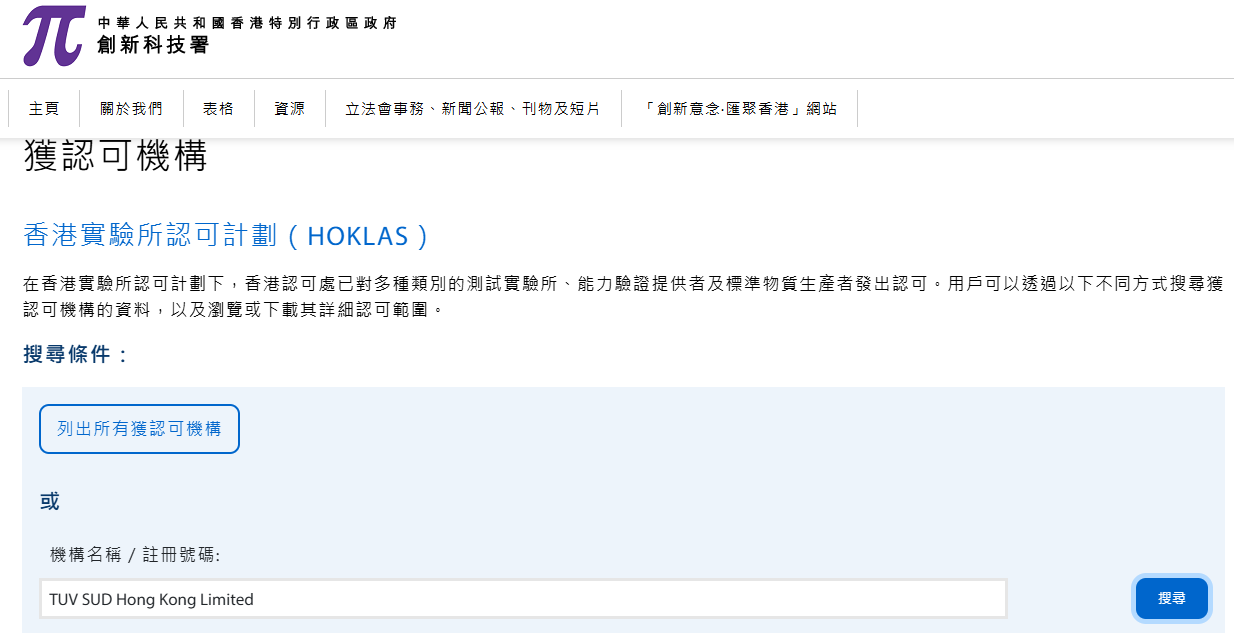 中華人民共和國香港特別行政區政府
創新科技署
主頁
關於我們
表格
資源
立法會事務、新聞公報、刊物及短片
「創新意念·匯聚香港」網站
獲認可機構
香港實驗所認可計劃（HOKLAS）
在香港實驗所認可計劃下，香港認可處已對多種類別的測試實驗所、能力驗證提供者及標準物質生產者發出認可。用戶可以透過以下不同方式搜尋獲
認可機構的資料，以及瀏覽或下載其詳細認可範圍。
搜尋條件：
列出所有獲認可機構
或
機構名稱 / 註冊號碼:
TUV SUD Hong Kong Limited
搜尋